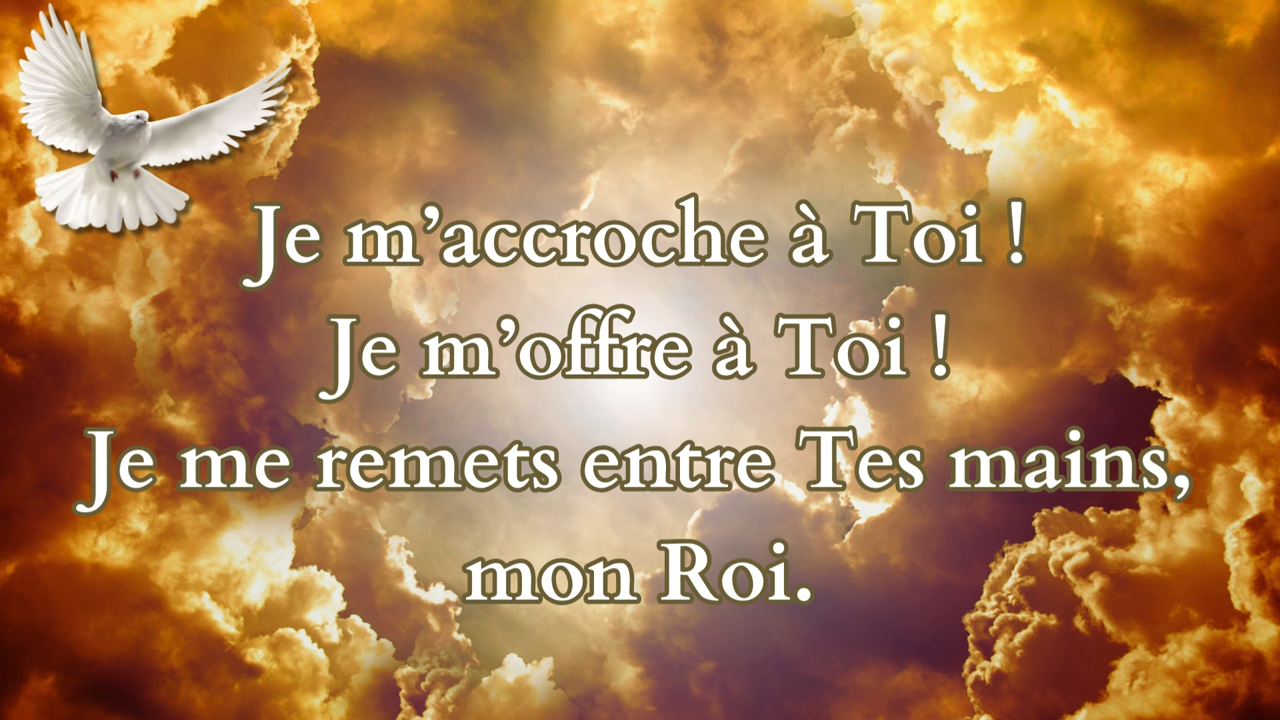 Je m’accroche à Toi !
Je m’offre à Toi !
Je me remets entre Tes mains,
mon Roi.